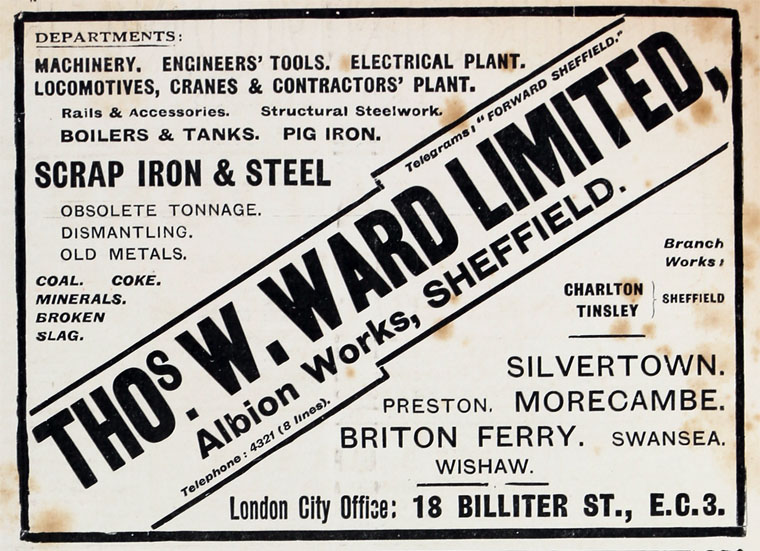 DEPARTMENTS:
MACHINERY. ENGINEERS' TOOLS. ELECTRICAL PLANT.
LOCOMOTIVES, CRANES & CONTRACTORS' PLANT.
Rails & Accessories. Structural Steelwork.
BOILERS & TANKS. PIG IRON.
SCRAP IRON & STEEL
OBSOLETE TONNAGE.
DISMANTLING.
OLD METALS.
COAL. COKE.
MINERALS.
BROKEN
SLAG.
Telegrams: "FORWARD SHEFFIELD."
THOS. W. WARD LIMITED,
Albion Works, SHEFFIELD.
Telephone: 4321 (8 lines).
Branch
Works:
CHARLTON
TINSLEY } SHEFFIELD
SILVERTOWN.
PRESTON. MORECAMBE.
BRITON FERRY. SWANSEA.
WISHAW.
London City Office: 18 BILLITER ST., E.C.3.